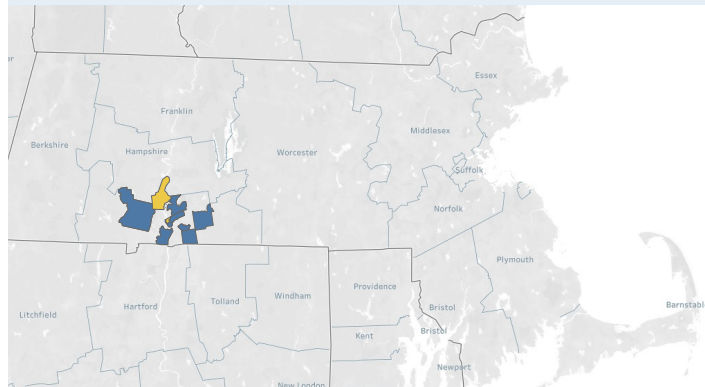 Essex
Franklin
Middlesex
Berkshire
Hampshire
Worcester
Suffolk
Norfolk
Plymouth
Providence
Windham
Barnstabl
Hartford
Tolland
Bristol
Litchfield
Kent
Bristol
Newport
New London